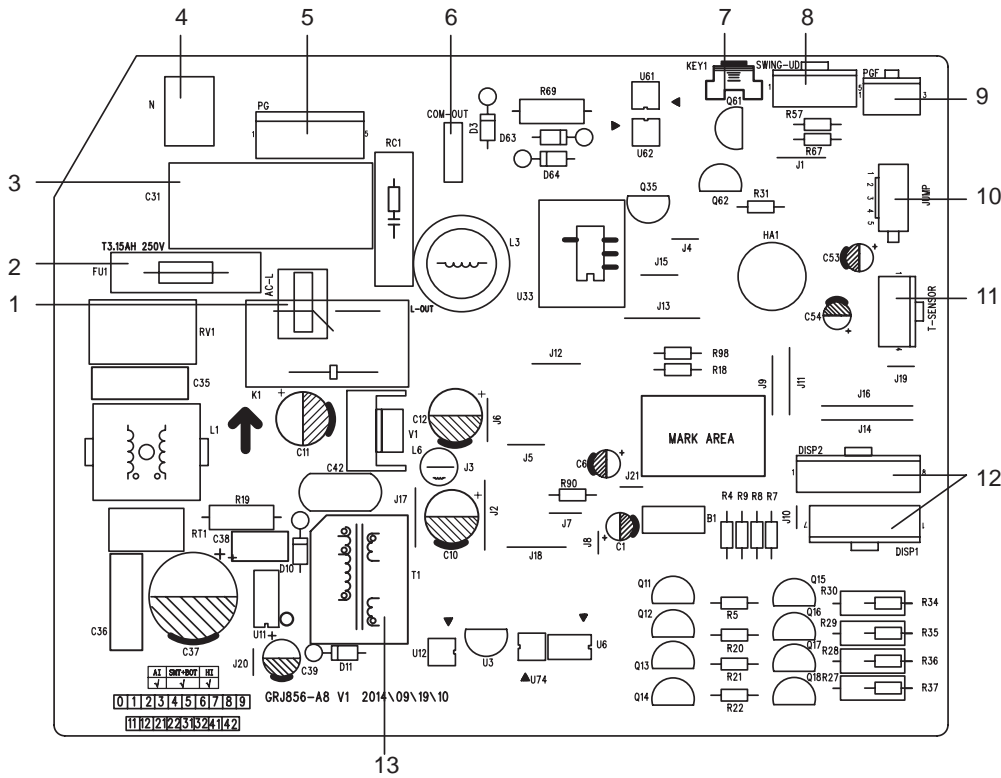 4 5 6 7 8
N
PG
1 5
COM-OUT
D3
D63
D64
R69
U61
U62
KEY1
SWING-UD
1 5
PGF
1 3
9
Q61
R57
R67
J1
3
C31
RC1
Q35
Q62
R31
1
2
3
4
5
JUMP
10
T3.15AH 250V
2
FU1
AC-L
L3
J4
HA1
C53
+
1
L-OUT
U33
J15
J13
C54
+
1
4
T-SENSOR
11
RV1
J12
R98
R18
J9
J11
J19
C35
K1
+
C11
V1
L6
C12
+
J6
J16
J14
L1
MARK AREA
DISP2
1 8
J5
J3
C6
+
J21
12
C42
J17
R90
J7
J2
+
C10
R19
RT1
C38
+
+
D10
T1
J18
J8
C1
+
B1
R4 R9 R8 R7
J10
7 1
DISP1
C36
C37
U11
+
J20
C39
D11
U12
U3
U74
U6
Q11
Q12
Q13
Q14
R5
R20
R21
R22
Q15
Q16
Q17
Q18
R30
R29
R28
R27
R34
R35
R36
R37
AI SMT+BOT HI
√ √ √
0 1 2 3 4 5 6 7 8 9
11 12 21 22 31 32 41 42
GRJ856-A8 V1 2014\09\19\10
13